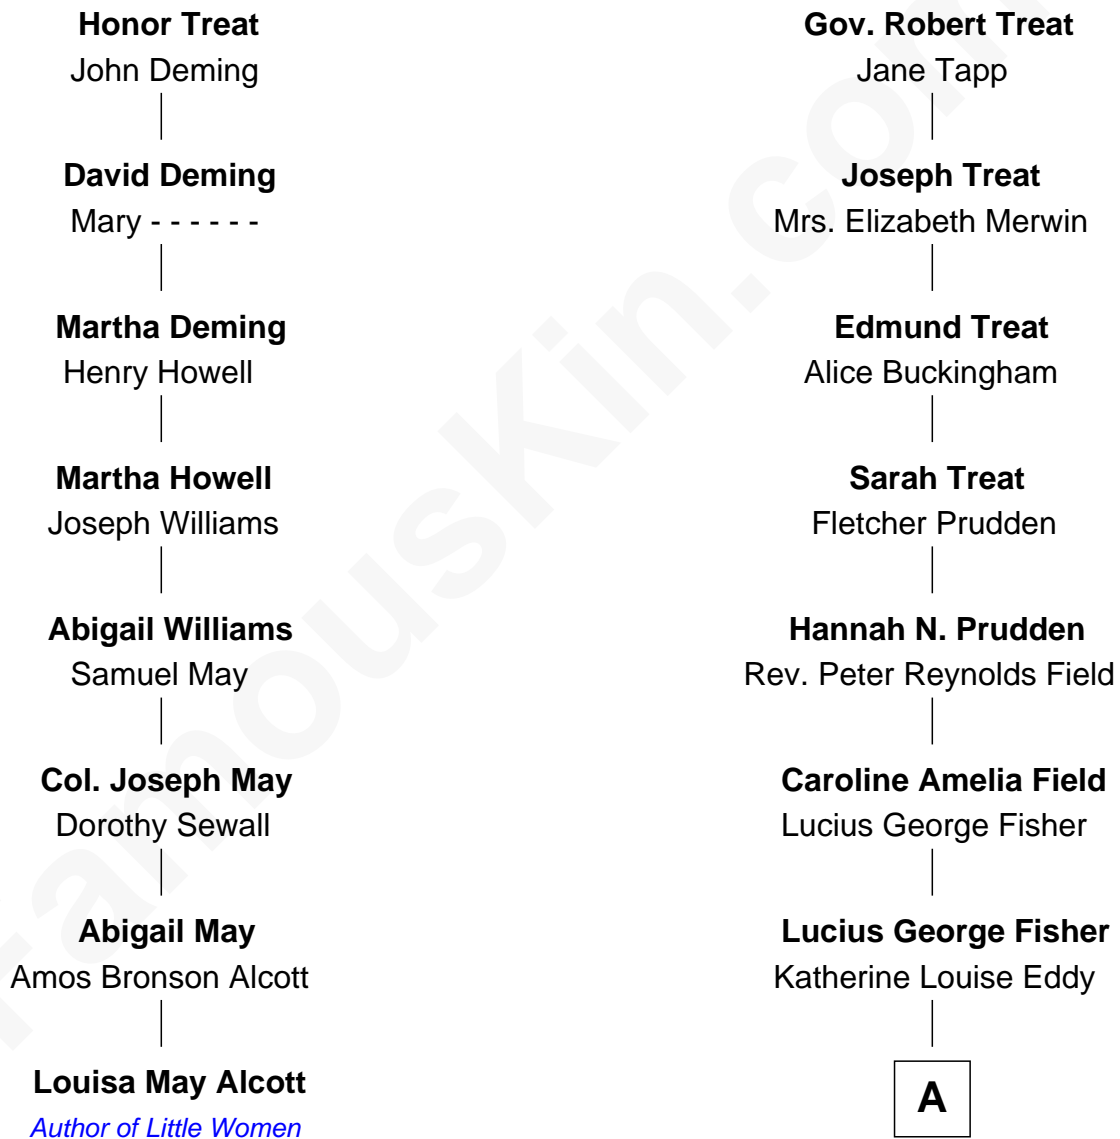 Honor Treat
John Deming
David Deming
Mary - - - - - -
Martha Deming
Henry Howell
Martha Howell
Joseph Williams
Abigail Williams
Samuel May
Col. Joseph May
Dorothy Sewall
Abigail May
Amos Bronson Alcott
Louisa May Alcott
Author of Little Women
Gov. Robert Treat
Jane Tapp
Joseph Treat
Mrs. Elizabeth Merwin
Edmund Treat
Alice Buckingham
Sarah Treat
Fletcher Prudden
Hannah N. Prudden
Rev. Peter Reynolds Field
Caroline Amelia Field
Lucius George Fisher
Lucius George Fisher
Katherine Louise Eddy
A
FamousKin.com